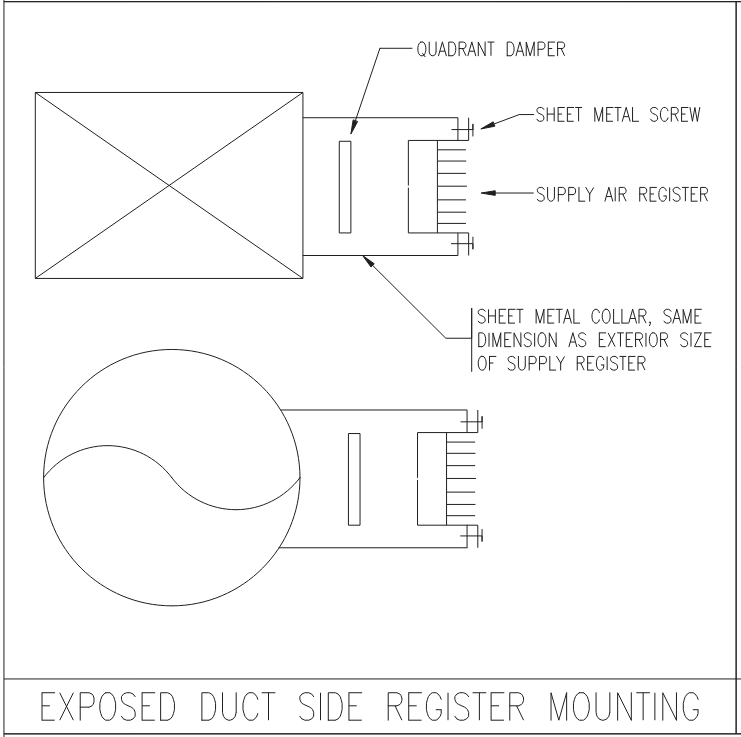 QUADRANT DAMPER
SHEET METAL SCREW
SUPPLY AIR REGISTER
SHEET METAL COLLAR, SAME
DIMENSION AS EXTERIOR SIZE
OF SUPPLY REGISTER
EXPOSED DUCT SIDE REGISTER MOUNTING